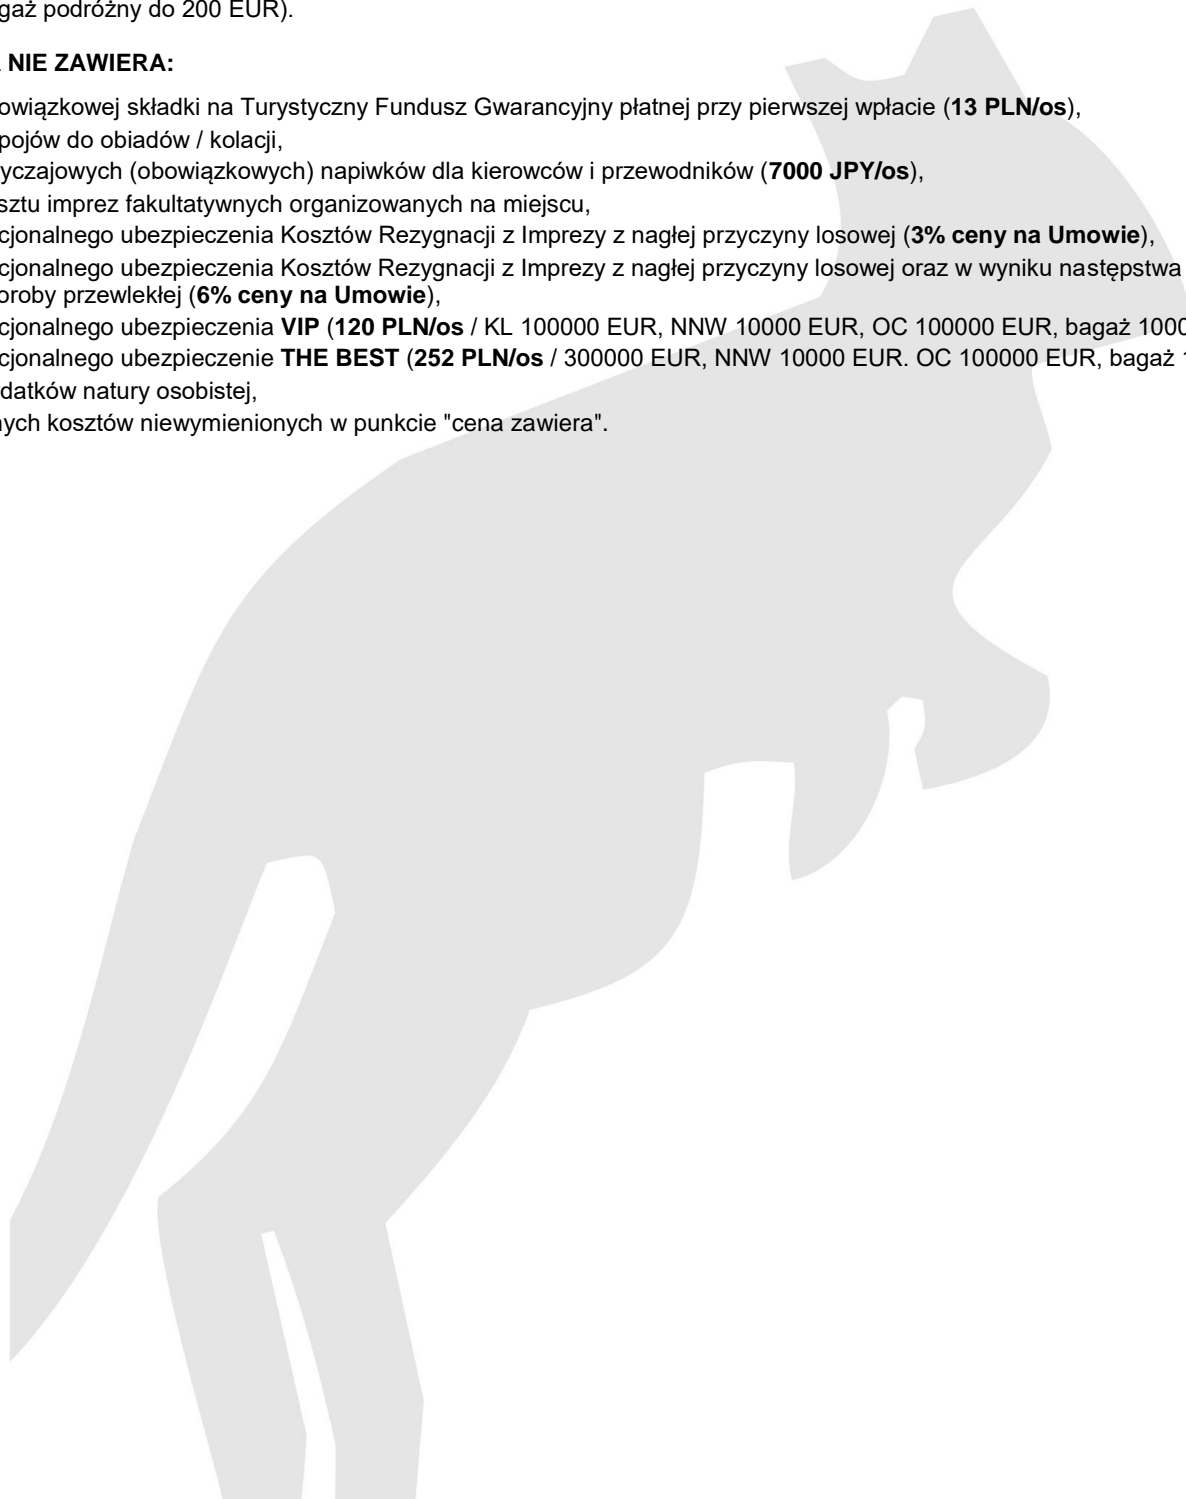 gaż podróżny do 200 EUR).
NIE ZAWIERA:
owiązkowej składki na Turystyczny Fundusz Gwarancyjny płatnej przy pierwszej wpłacie (13 PLN/os),
pojów do obiadów / kolacji,
yczajowych (obowiązkowych) napiwków dla kierowców i przewodników (7000 JPY/os),
sztu imprez fakultatywnych organizowanych na miejscu,
cjonalnego ubezpieczenia Kosztów Rezygnacji z Imprezy z nagłej przyczyny losowej (3% ceny na Umowie),
cjonalnego ubezpieczenia Kosztów Rezygnacji z Imprezy z nagłej przyczyny losowej oraz w wyniku następstwa
oroby przewlekłej (6% ceny na Umowie),
cjonalnego ubezpieczenia VIP (120 PLN/os / KL 100000 EUR, NNW 10000 EUR, OC 100000 EUR, bagaż 1000
cjonalnego ubezpieczenie THE BEST (252 PLN/os / 300000 EUR, NNW 10000 EUR. OC 100000 EUR, bagaż
datków natury osobistej,
nych kosztów niewymienionych w punkcie "cena zawiera".